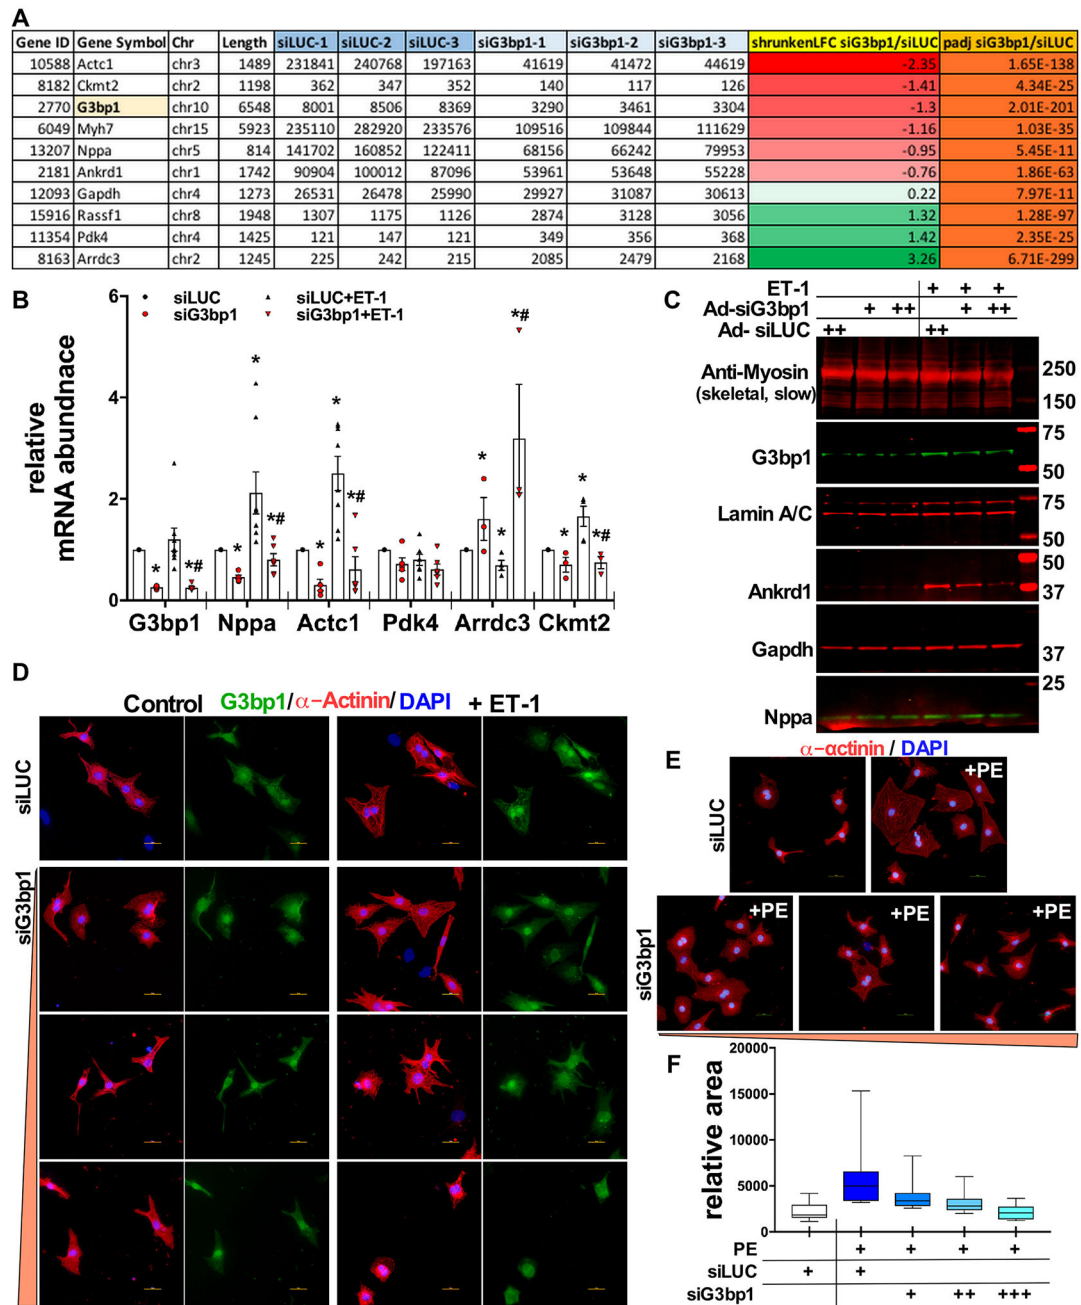 A
Gene ID Gene Symbol Chr Length siLUC-1 siLUC-2 siLUC-3 siG3bp1-1 siG3bp1-2 siG3bp1-3 shrunkenLFC siG3bp1/siLUC padj siG3bp1/siLUC
10588 Actc1 chr3 1489 231841 240768 197163 41619 41472 44619 -2.35 1.65E-138
8182 Ckmt2 chr2 1198 362 347 352 140 117 126 -1.41 4.34E-25
2770 G3bp1 chr10 6548 8001 8506 8369 3290 3461 3304 -1.3 2.01E-201
6049 Myh7 chr15 5923 235110 282920 233576 109516 109844 111629 -1.16 1.03E-35
13207 Nppa chr5 814 141702 160852 122411 68156 66242 79953 -0.95 5.45E-11
2181 Ankrd1 chr1 1742 90904 100012 87096 53961 53648 55228 -0.76 1.86E-63
12093 Gapdh chr4 1273 26531 26478 25990 29927 31087 30613 0.22 7.97E-11
15916 Rassf1 chr8 1948 1307 1175 1126 2874 3128 3056 1.32 1.28E-97
11354 Pdk4 chr4 1425 121 147 121 349 356 368 1.42 2.35E-25
8163 Arrdc3 chr2 1245 225 242 215 2085 2479 2168 3.26 6.71E-299
B
siLUC siLUC+ET-1
siG3bp1 siG3bp1+ET-1
relative
mRNA abundnace
6
4
2
0
* *# * * *# * * *# * * *# * * *#
G3bp1 Nppa Actc1 Pdk4 Arrdc3 Ckmt2
C
ET-1 + + +
Ad-siG3bp1 + ++ + ++
Ad- siLUC ++ ++
Anti-Myosin
(skeletal, slow)
250
150
G3bp1
75
50
Lamin A/C
75
50
Ankrd1
50
37
Gapdh
37
Nppa
25
D
Control G3bp1/α−Actinin/DAPI + ET-1
siLUC
siG3bp1
E
α−αctinin / DAPI
siLUC
+PE
siG3bp1
+PE +PE +PE
F
relative area
20000
15000
10000
5000
0
PE + + + +
siLUC + +
siG3bp1 + ++ +++